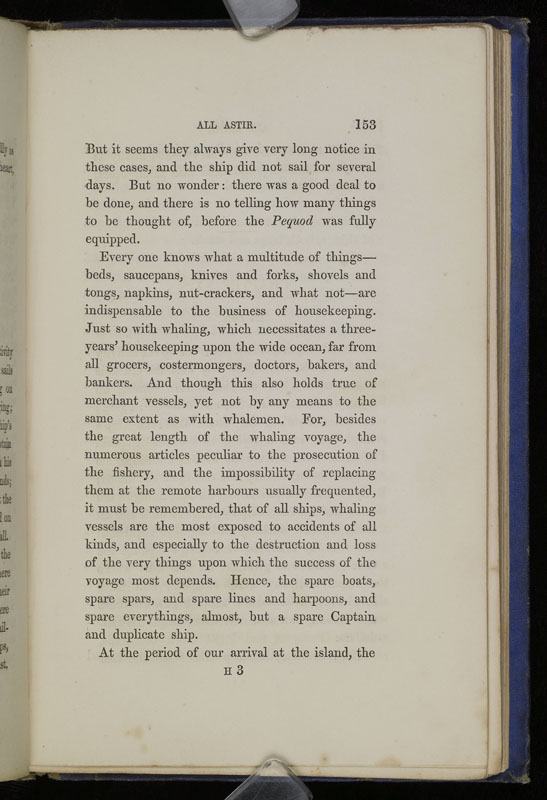 ALL ASTIR. 153
But it seems they always give very long notice in
these cases, and the ship did not sail for several
days. But no wonder: there was a good deal to
be done, and there is no telling how many things
to be thought of, before the Pequod was fully
equipped.
Every one knows what a multitude of things—
beds, saucepans, knives and forks, shovels and
tongs, napkins, nut-crackers, and what not—are
indispensable to the business of housekeeping.
Just so with whaling, which necessitates a three-
years' housekeeping upon the wide ocean, far from
all grocers, costermongers, doctors, bakers, and
bankers. And though this also holds true of
merchant vessels, yet not by any means to the
same extent as with whalemen. For, besides
the great length of the whaling voyage, the
numerous articles peculiar to the prosecution of
the fishery, and the impossibility of replacing
them at the remote harbours usually frequented,
it must be remembered, that of all ships, whaling
vessels are the most exposed to accidents of all
kinds, and especially to the destruction and loss
of the very things upon which the success of the
voyage most depends. Hence, the spare boats,
spare spars, and spare lines and harpoons, and
spare everythings, almost, but a spare Captain
and duplicate ship.
At the period of our arrival at the island, the
H 3